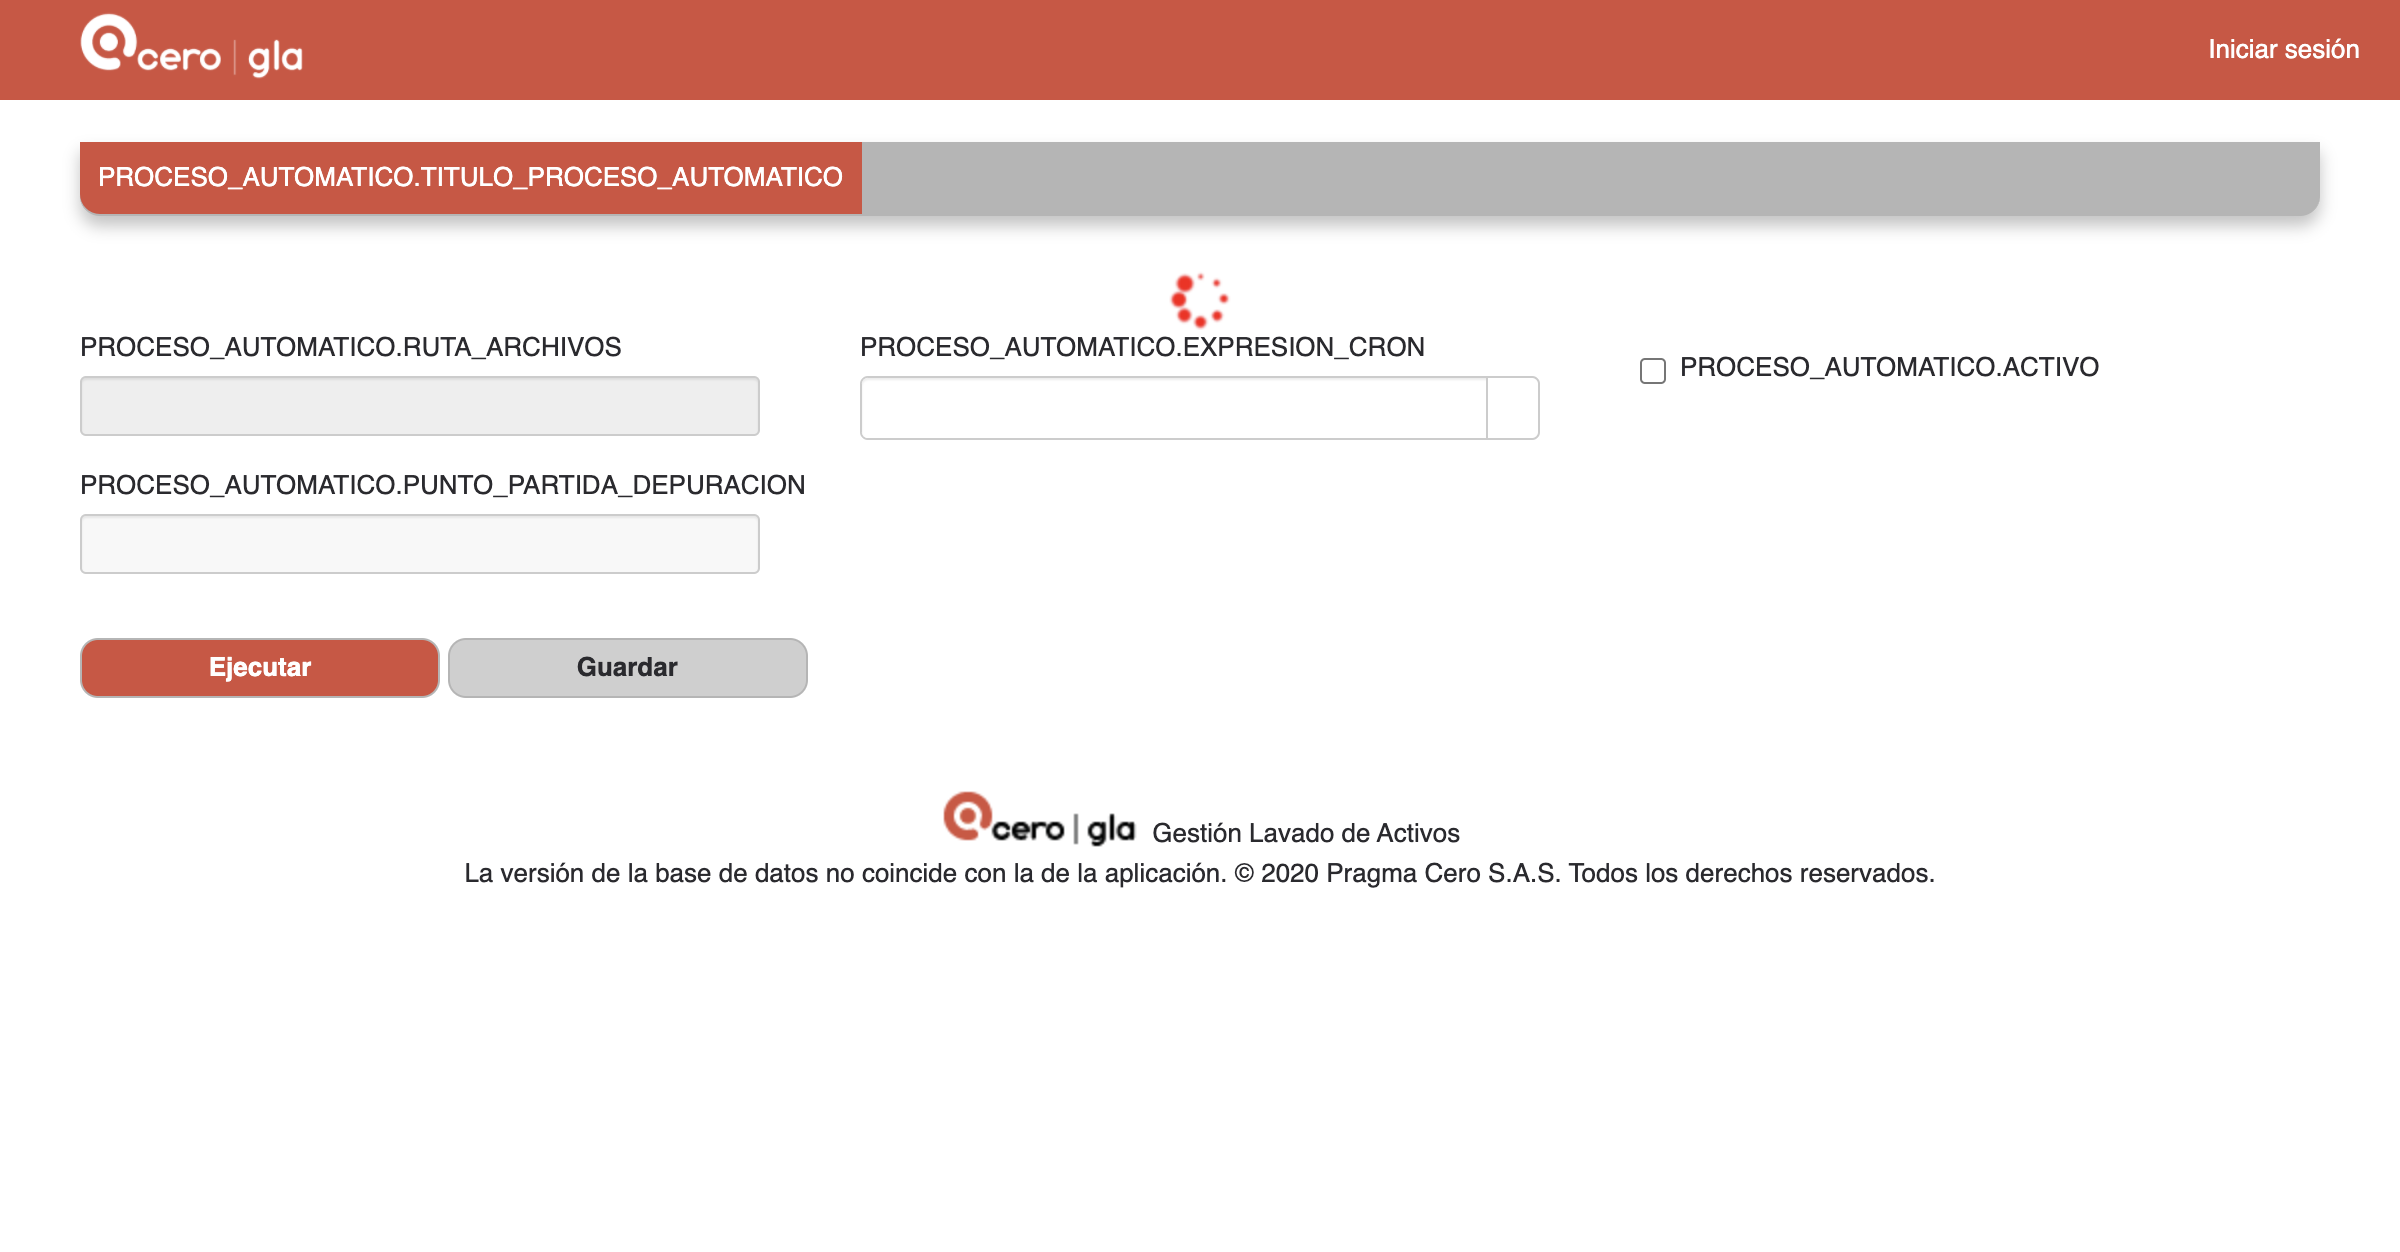 cero | gla
Iniciar sesión
PROCESO_AUTOMATICO.TITULO_PROCESO_AUTOMATICO
PROCESO_AUTOMATICO.RUTA_ARCHIVOS
PROCESO_AUTOMATICO.EXPRESION_CRON
PROCESO_AUTOMATICO.ACTIVO
PROCESO_AUTOMATICO.PUNTO_PARTIDA_DEPURACION
Ejecutar
Guardar
cero | gla Gestión Lavado de Activos
La versión de la base de datos no coincide con la de la aplicación. © 2020 Pragma Cero S.A.S. Todos los derechos reservados.